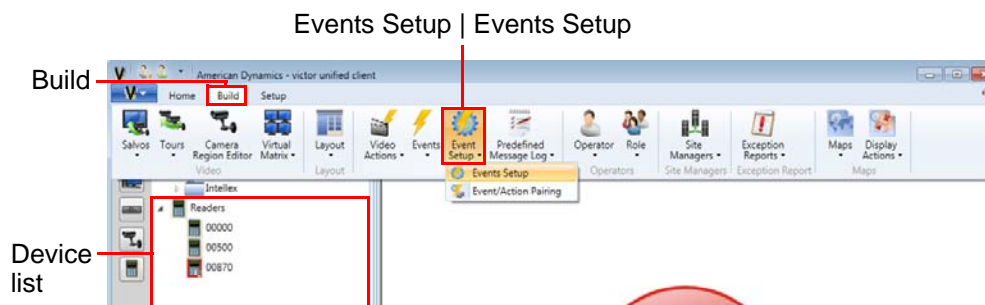 Events Setup | Events Setup
Build
American Dynamics - victor unified client
Home Build Setup
Salvos Tours Camera Region Editor Virtual Matrix Layout Video Actions Events Event Setup Predefined Message Log Operator Role Site Managers Exception Reports Maps Display Actions
Video Layout Operators Site Managers Exception Report Maps
Events Setup
Event/Action Pairing
Intellex
Readers
00000
00500
00870
Device
list